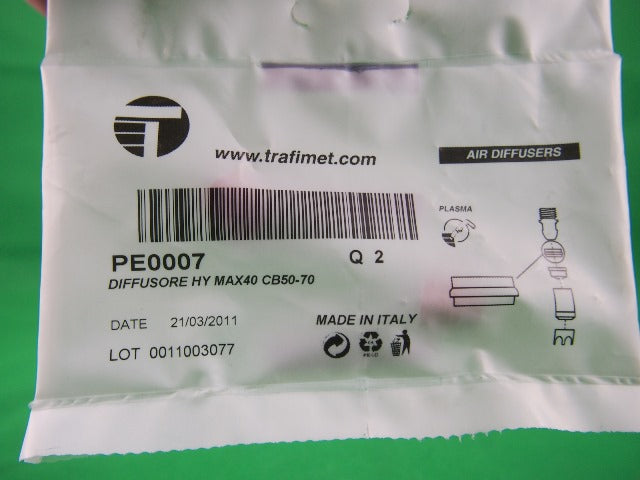 www.trafimet.com
AIR DIFFUSERS
PLASMA
PE0007
Q 2
DIFFUSORE HY MAX40 CB50-70
DATE 21/03/2011
MADE IN ITALY
LOT 0011003077